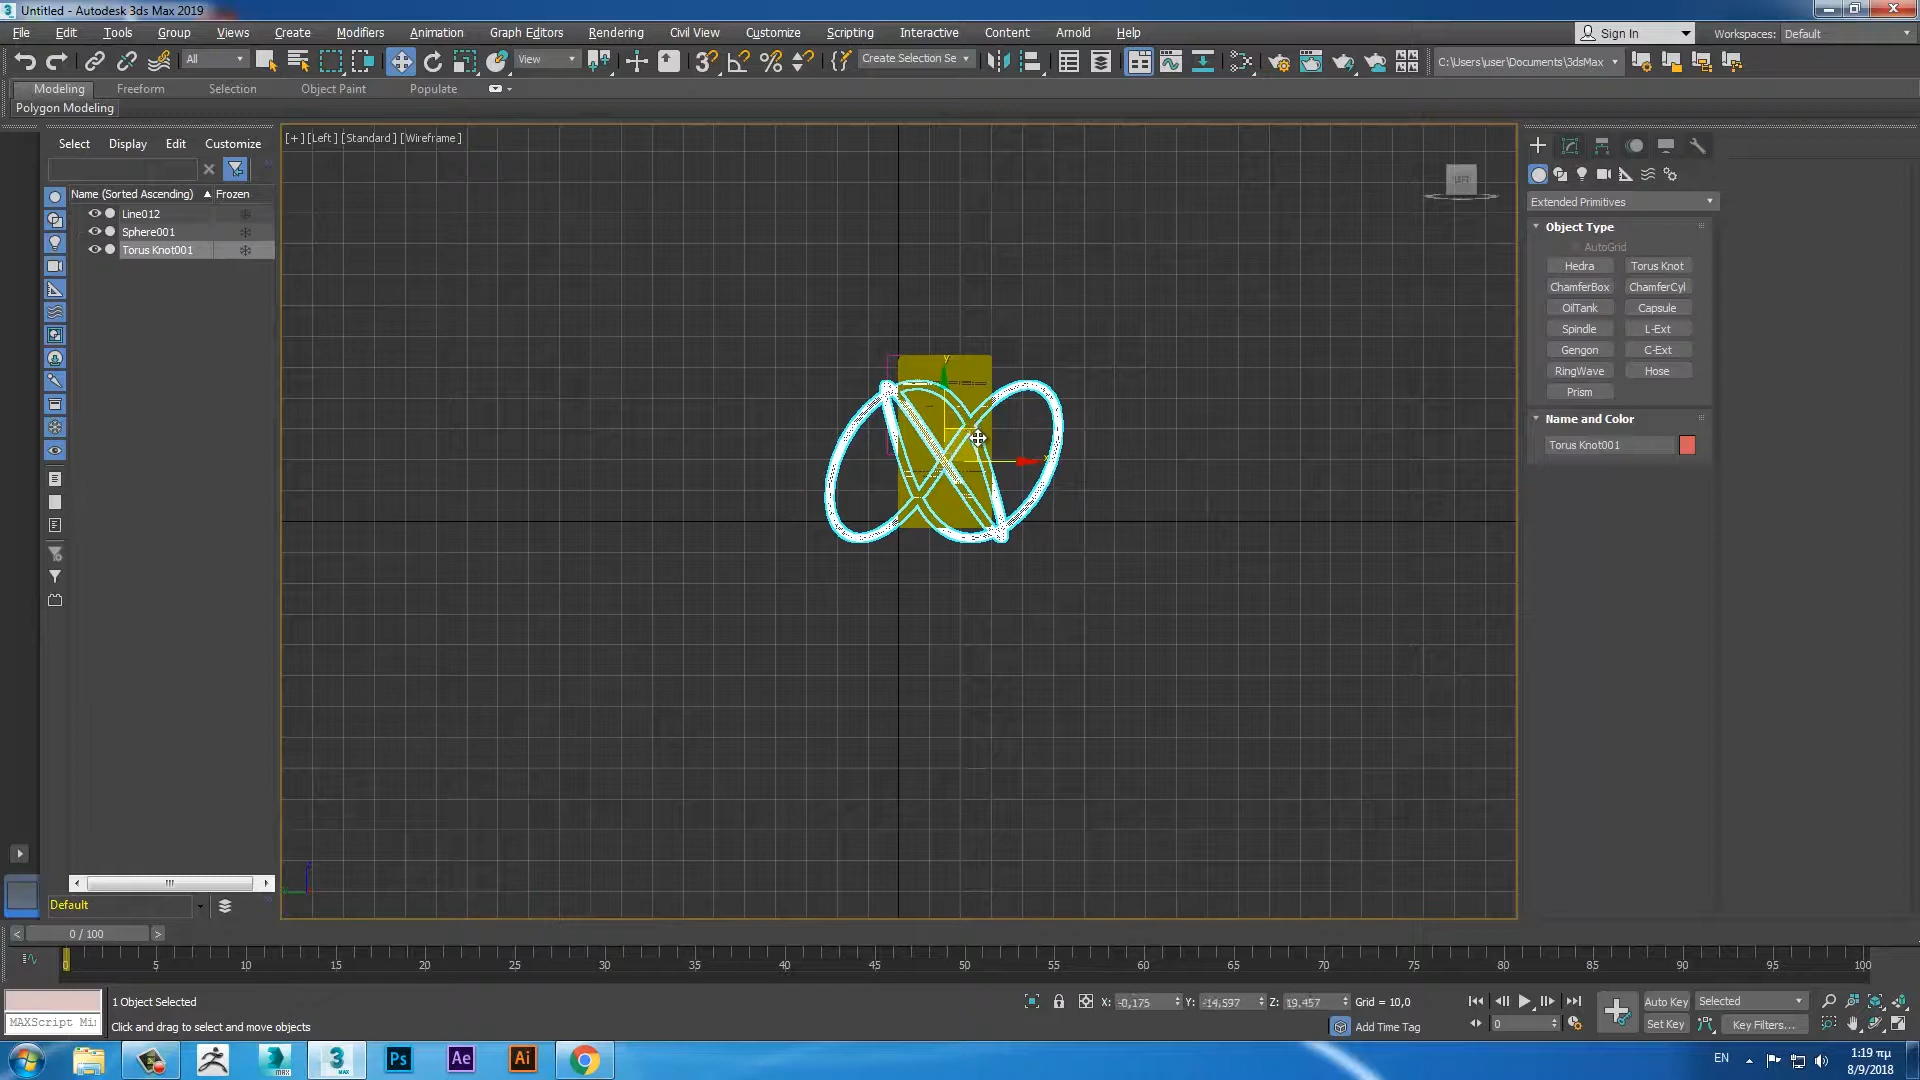 Untitled - Autodesk 3ds Max 2019
File Edit Tools Group Views Create Modifiers Animation Graph Editors Rendering Civil View Customize Scripting Interactive Content Arnold Help
Sign In
Workspaces: Default
All
View
Create Selection Se
C:\Users\user\Documents\3dsMax
Modeling Freeform Selection Object Paint Populate
Polygon Modeling
Select Display Edit Customize
[+] [Left] [Standard] [Wireframe]
LEFT
Name (Sorted Ascending) Frozen
Line012
Sphere001
Torus Knot001
Extended Primitives
Object Type
AutoGrid
Hedra Torus Knot
ChamferBox ChamferCyl
OilTank Capsule
Spindle L-Ext
Gengon C-Ext
RingWave Hose
Prism
Name and Color
Torus Knot001
y
x
Default
0 / 100
0 5 10 15 20 25 30 35 40 45 50 55 60 65 70 75 80 85 90 95 100
1 Object Selected
X: -0,175 Y: -14,597 Z: 19,457 Grid = 10,0
Auto Key Selected
MAXScript Mi
Click and drag to select and move objects
Add Time Tag
0
Set Key Key Filters...
3 MAX
Ps
Ae
Ai
EN
1:19 πμ
8/9/2018